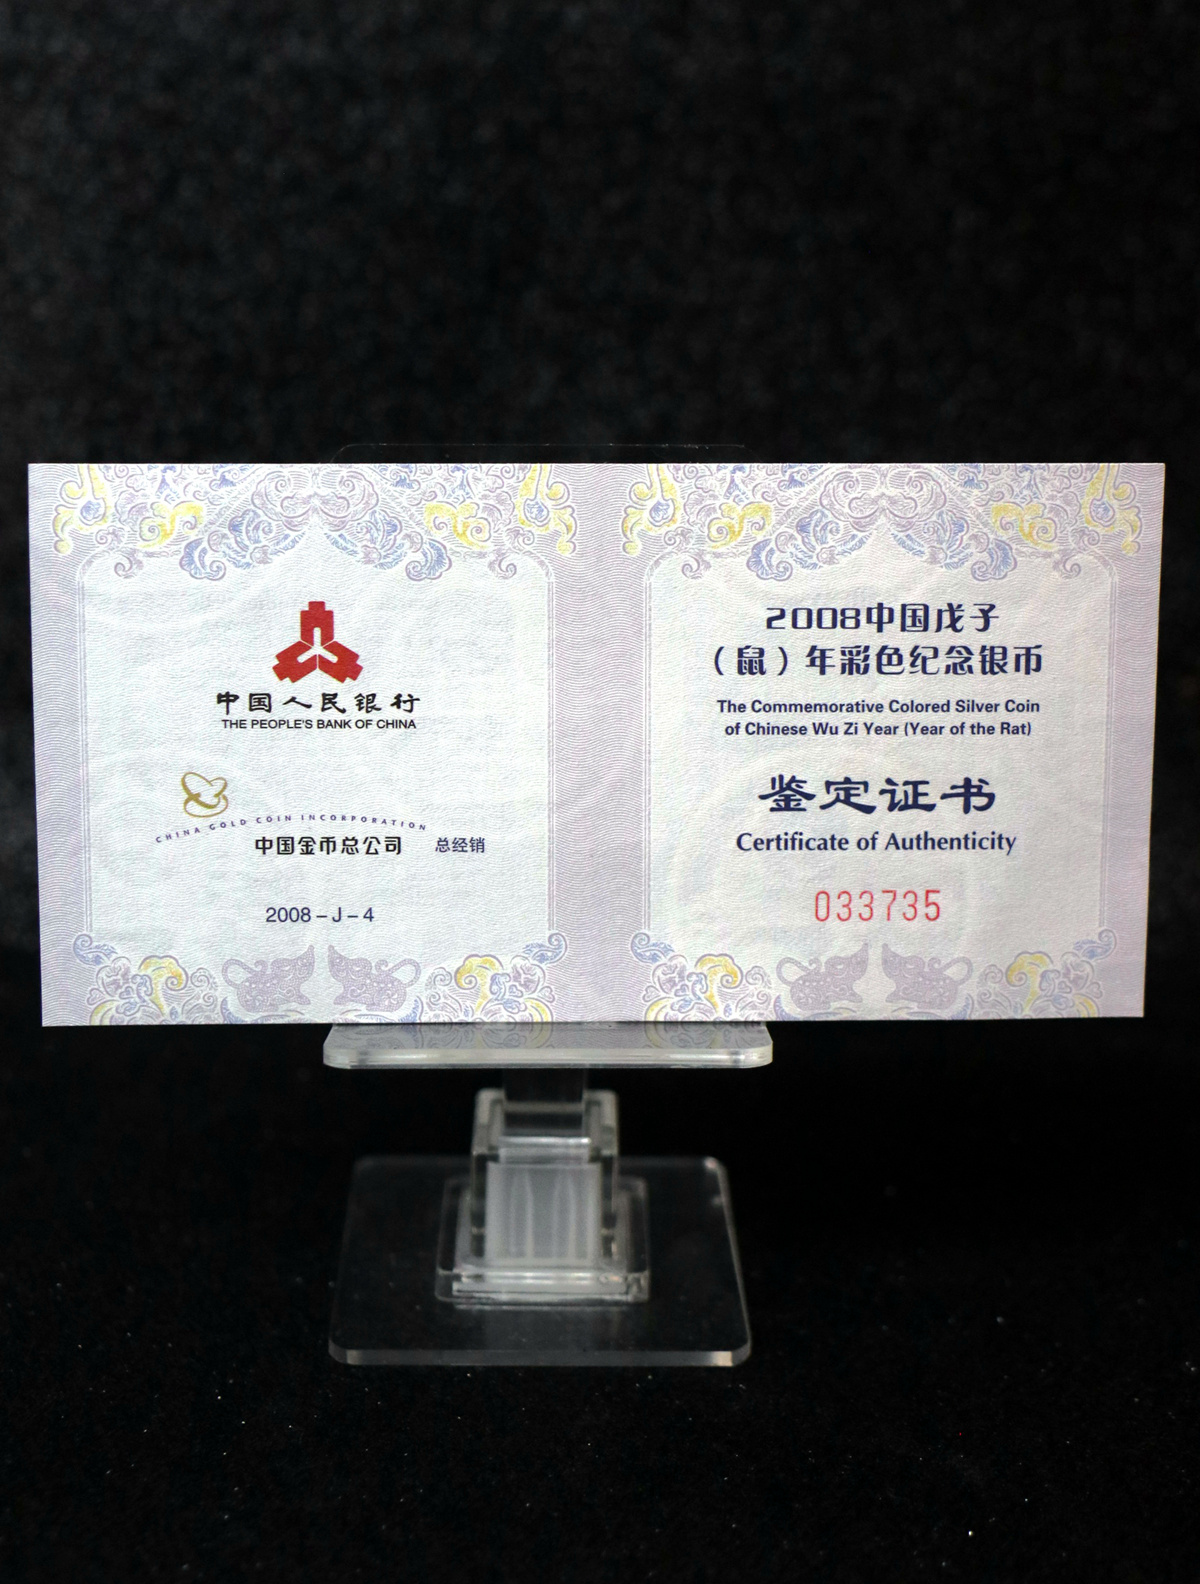 中国人民银行
THE PEOPLE'S BANK OF CHINA
CHINA GOLD COIN INCORPORATION
中国金币总公司 总经销
2008–J–4
2008中国戊子
（鼠）年彩色纪念银币
The Commemorative Colored Silver Coin
of Chinese Wu Zi Year (Year of the Rat)
鉴定证书
Certificate of Authenticity
033735